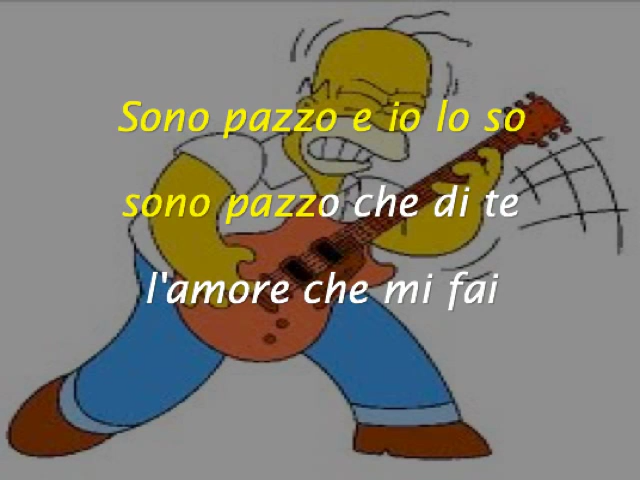 Sono pazzo e io lo so
sono pazzo che di te
l'amore che mi fai